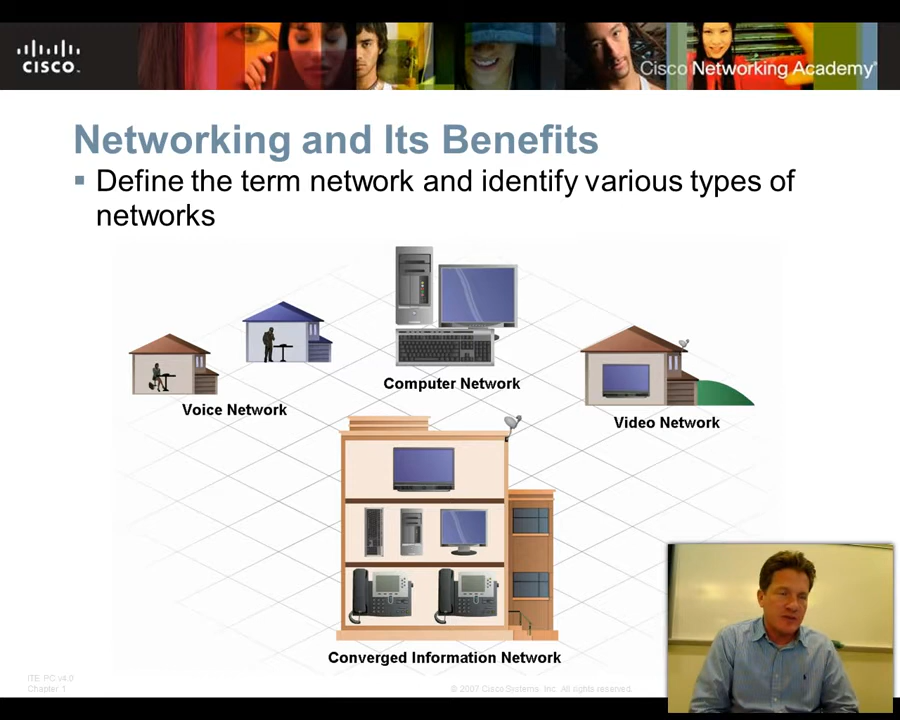 CISCO
Cisco Networking Academy®
Networking and Its Benefits
Define the term network and identify various types of
networks
Computer Network
Voice Network
Video Network
Converged Information Network
ITE PC v4.0
Chapter 1
© 2007 Cisco Systems, Inc. All rights reserved.